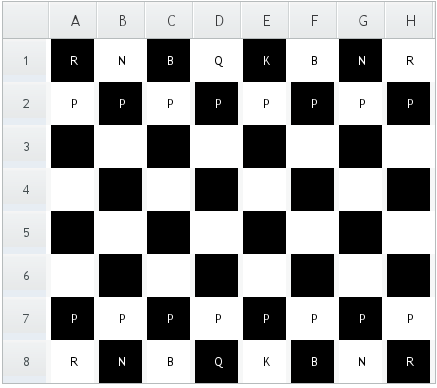 A B C D E F G H
1 R N B Q K B N R
2 P P P P P P P P
3
4
5
6
7 P P P P P P P P
8 R N B Q K B N R